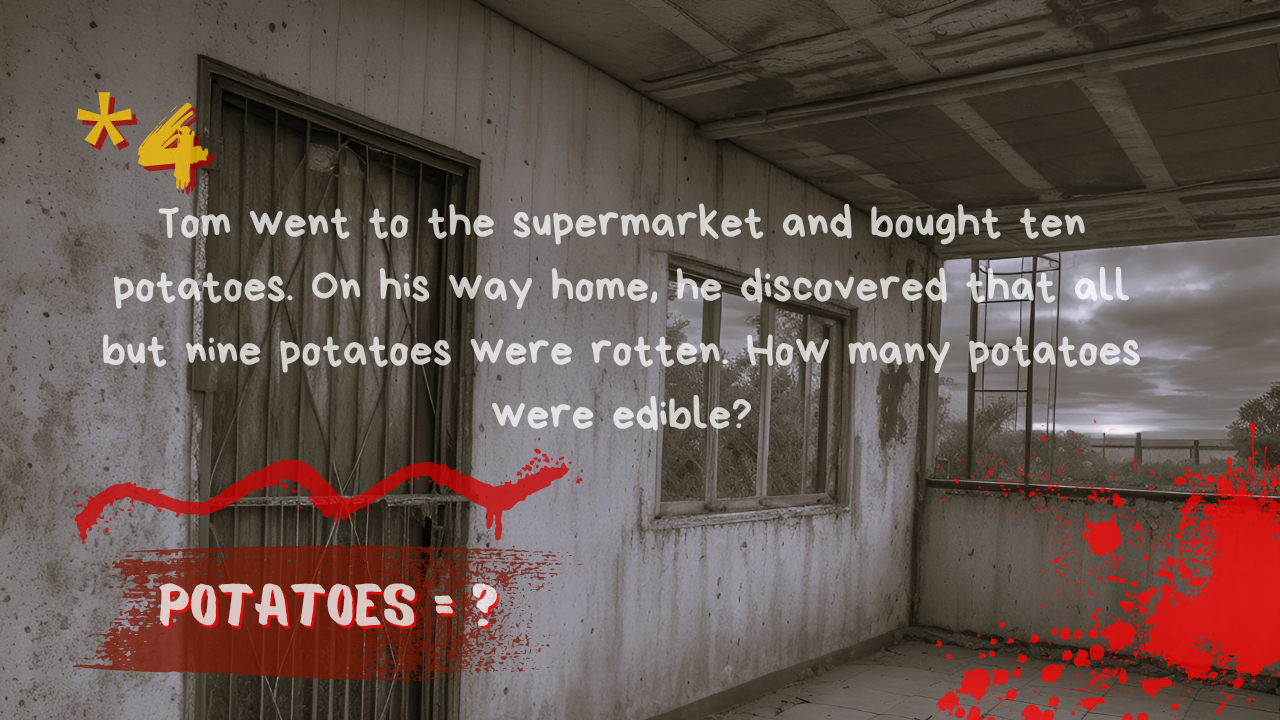 *4
Tom went to the supermarket and bought ten
potatoes. On his way home, he discovered that all
but nine potatoes were rotten. How many potatoes
were edible?
POTATOES = ?